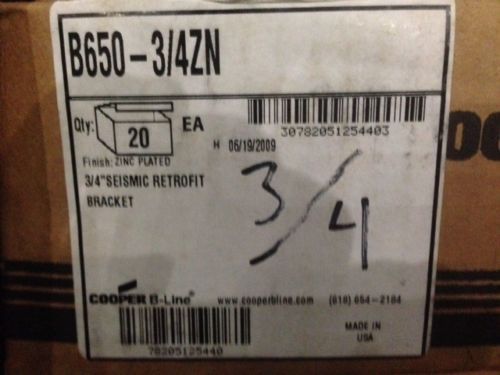 B650-3/4ZN
Qty: 20 EA
30782051254403
H 06/19/2009
Finish: ZINC PLATED
3/4"SEISMIC RETROFIT
BRACKET
3/4
COOPER B-Line® www.cooperbline.com (618) 654-2184
78205125440
MADE IN
USA